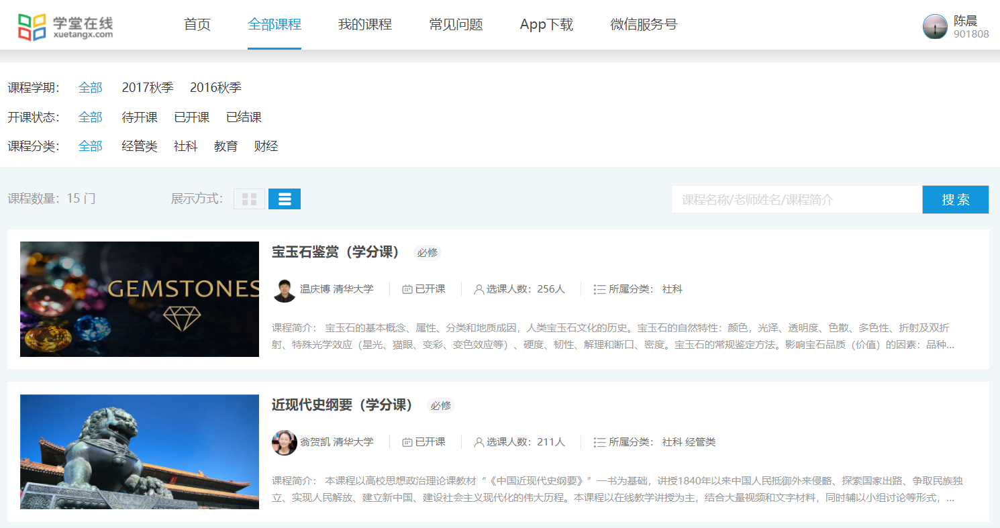 学堂在线
xuetangx.com
首页 全部课程 我的课程 常见问题 App下载 微信服务号
陈晨
901808
课程学期： 全部 2017秋季 2016秋季
开课状态： 全部 待开课 已开课 已结课
课程分类： 全部 经管类 社科 教育 财经
课程数量：15 门 展示方式： 课程名称/老师姓名/课程简介 搜 索
GEMSTONES
宝玉石鉴赏（学分课） 必修
温庆博 清华大学 已开课 选课人数：256人 所属分类： 社科
课程简介： 宝玉石的基本概念、属性、分类和地质成因，人类宝玉石文化的历史。宝玉石的自然特性：颜色，光泽、透明度、色散、多色性、折射及双折
射、特殊光学效应（星光、猫眼、变彩、变色效应等）、硬度、韧性、解理和断口、密度。宝玉石的常规鉴定方法。影响宝石品质（价值）的因素：品种...
近现代史纲要（学分课） 必修
翁贺凯 清华大学 已开课 选课人数：211人 所属分类： 社科 经管类
课程简介： 本课程以高校思想政治理论课教材“《中国近现代史纲要》”一书为基础，讲授1840年以来中国人民抵御外来侵略、探索国家出路、争取民族独
立、实现人民解放、建立新中国、建设社会主义现代化的伟大历程。本课程以在线教学讲授为主，结合大量视频和文字材料，同时辅以小组讨论等形式，...